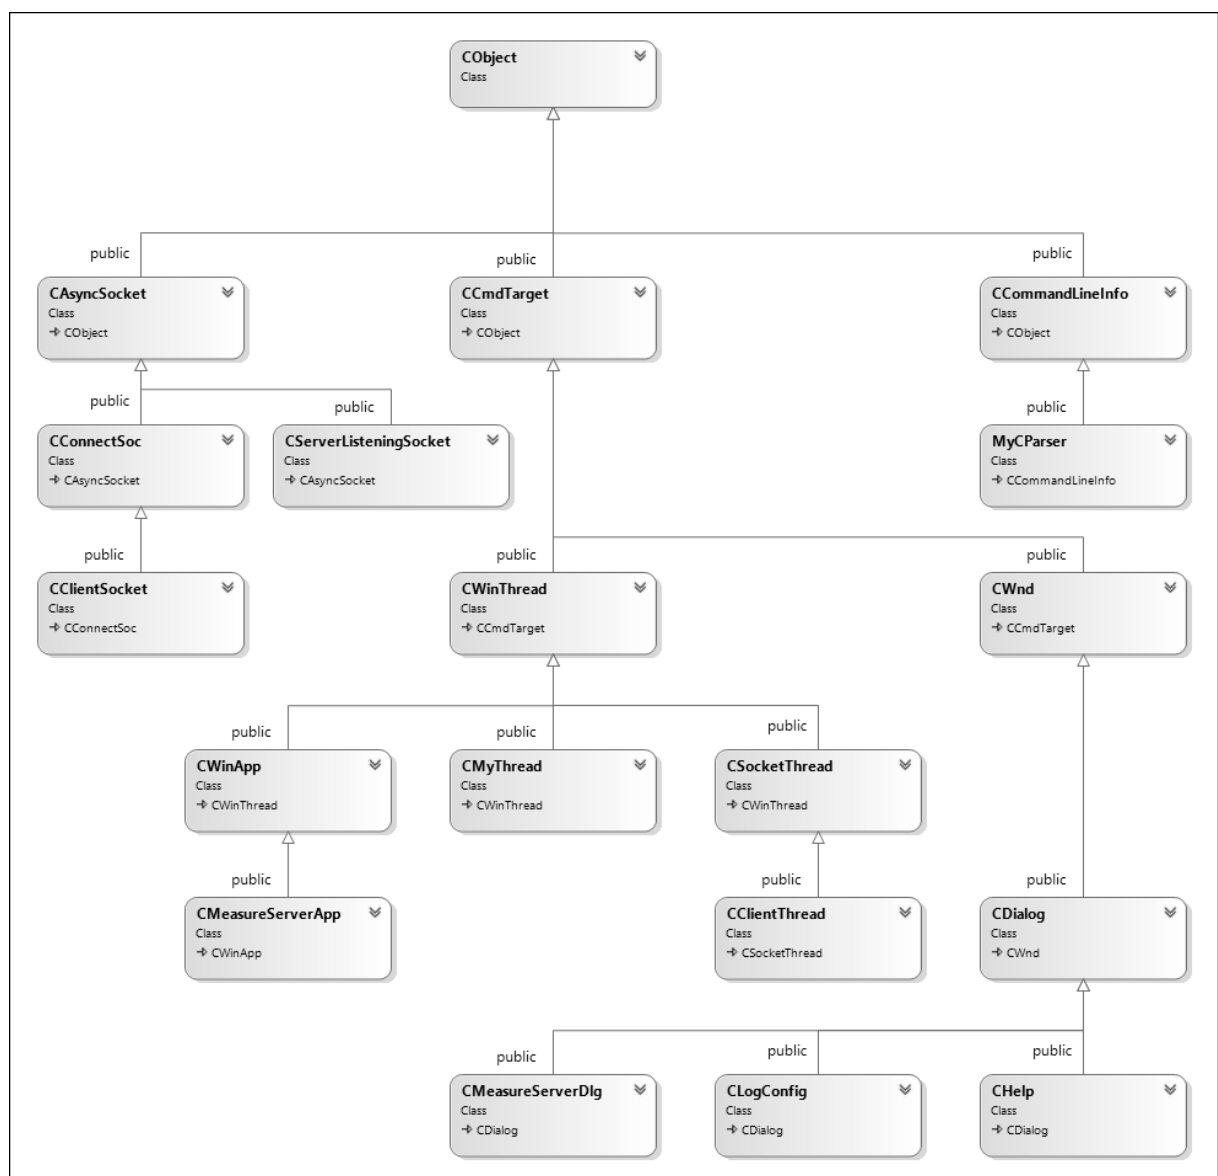 CObject
Class
public
public
public
CAsyncSocket
Class
CObject
CCmdTarget
Class
CObject
CCommandLineInfo
Class
CObject
public
public
public
CConnectSoc
Class
CAsyncSocket
CServerListeningSocket
Class
CAsyncSocket
MyCParser
Class
CCommandLineInfo
public
public
public
CClientSocket
Class
CConnectSoc
CWinThread
Class
CCmdTarget
CWnd
Class
CCmdTarget
public
public
public
CWinApp
Class
CWinThread
CMyThread
Class
CWinThread
CSocketThread
Class
CWinThread
public
public
public
CMeasureServerApp
Class
CWinApp
CClientThread
Class
CSocketThread
CDialog
Class
CWnd
public
public
public
CMeasureServerDlg
Class
CDialog
CLogConfig
Class
CDialog
CHelp
Class
CDialog